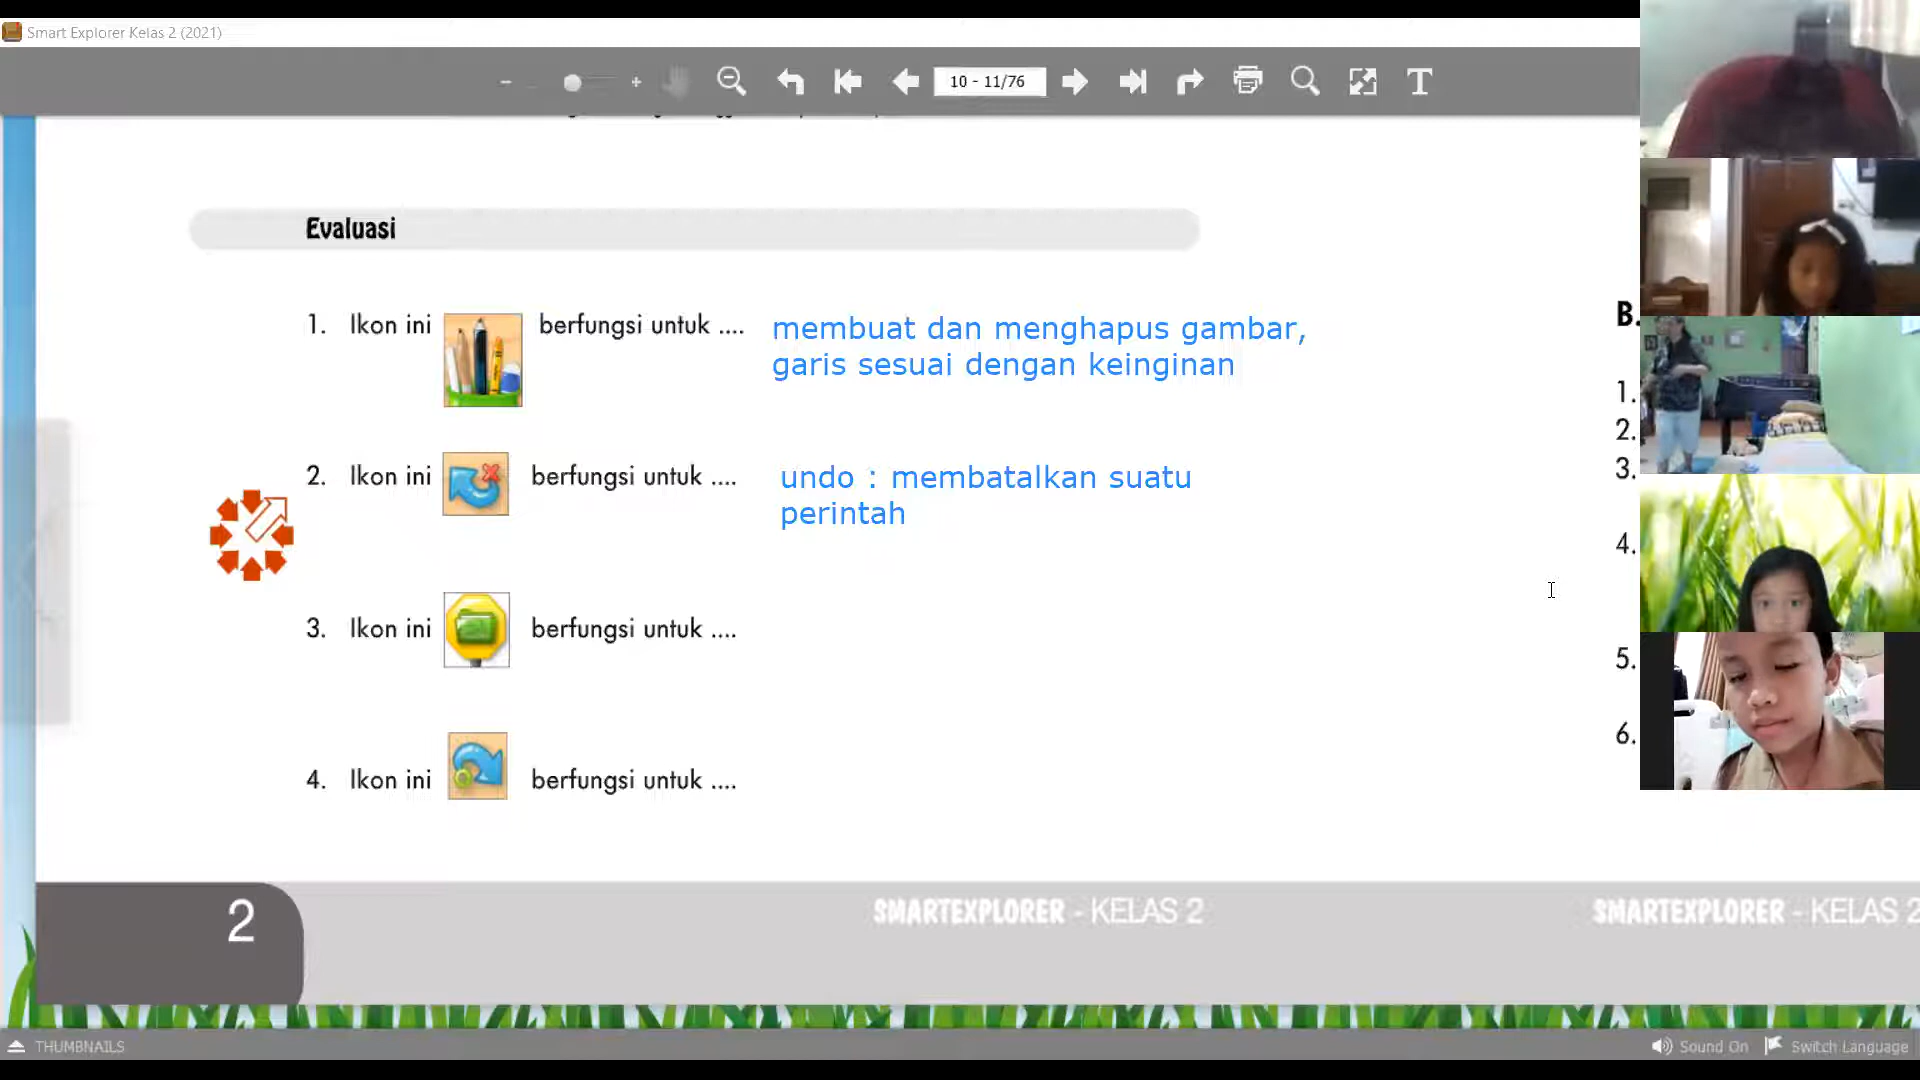 Smart Explorer Kelas 2 (2021)
10 - 11/76
T
Evaluasi
1. Ikon ini berfungsi untuk .... membuat dan menghapus gambar,
garis sesuai dengan keinginan
2. Ikon ini berfungsi untuk .... undo : membatalkan suatu
perintah
3. Ikon ini berfungsi untuk ....
4. Ikon ini berfungsi untuk ....
B.
1.
2.
3.
4.
5.
6.
2
SMARTEXPLORER - KELAS 2
SMARTEXPLORER - KELAS 2
THUMBNAILS
Sound On
Switch Language